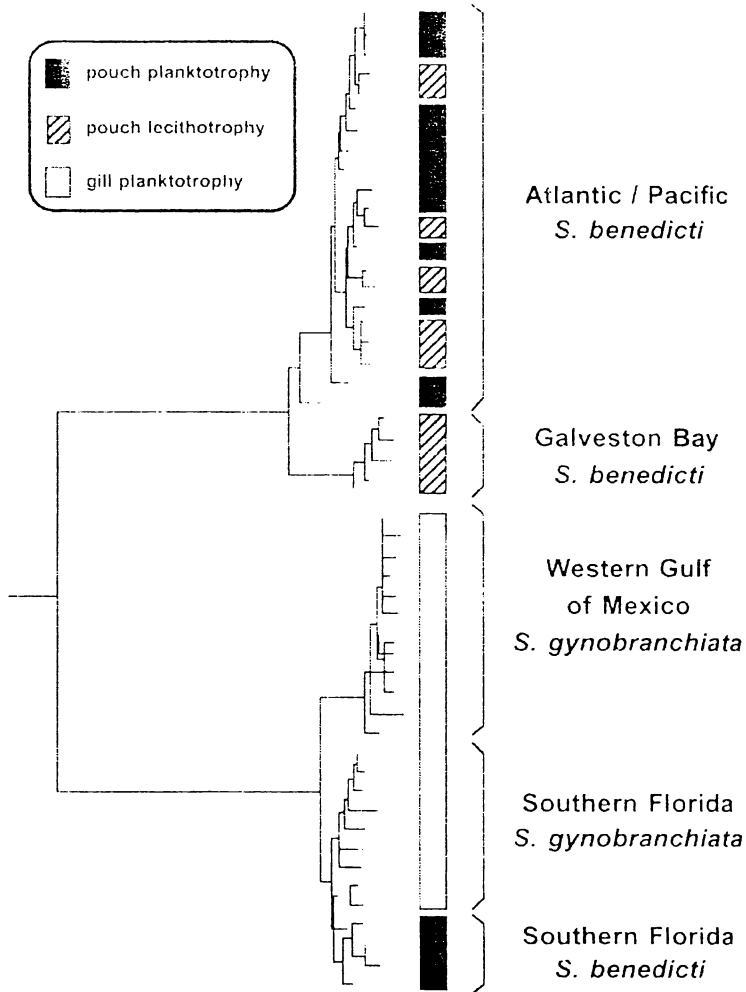 pouch planktotrophy
pouch lecithotrophy
gill planktotrophy
Atlantic / Pacific
S. benedicti
Galveston Bay
S. benedicti
Western Gulf
of Mexico
S. gynobranchiata
Southern Florida
S. gynobranchiata
Southern Florida
S. benedicti